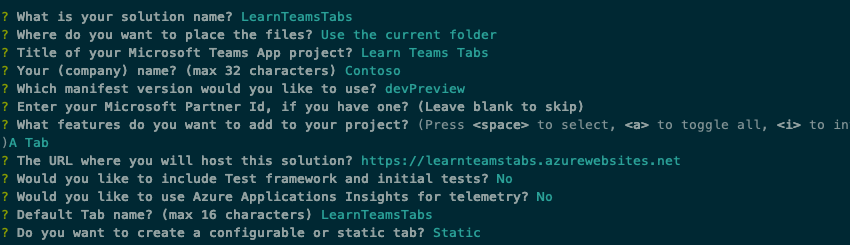 ? What is your solution name? LearnTeamsTabs
? Where do you want to place the files? Use the current folder
? Title of your Microsoft Teams App project? Learn Teams Tabs
? Your (company) name? (max 32 characters) Contoso
? Which manifest version would you like to use? devPreview
? Enter your Microsoft Partner Id, if you have one? (Leave blank to skip)
? What features do you want to add to your project? (Press <space> to select, <a> to toggle all, <i> to in
)A Tab
? The URL where you will host this solution? https://learnteamstabs.azurewebsites.net
? Would you like to include Test framework and initial tests? No
? Would you like to use Azure Applications Insights for telemetry? No
? Default Tab name? (max 16 characters) LearnTeamsTabs
? Do you want to create a configurable or static tab? Static